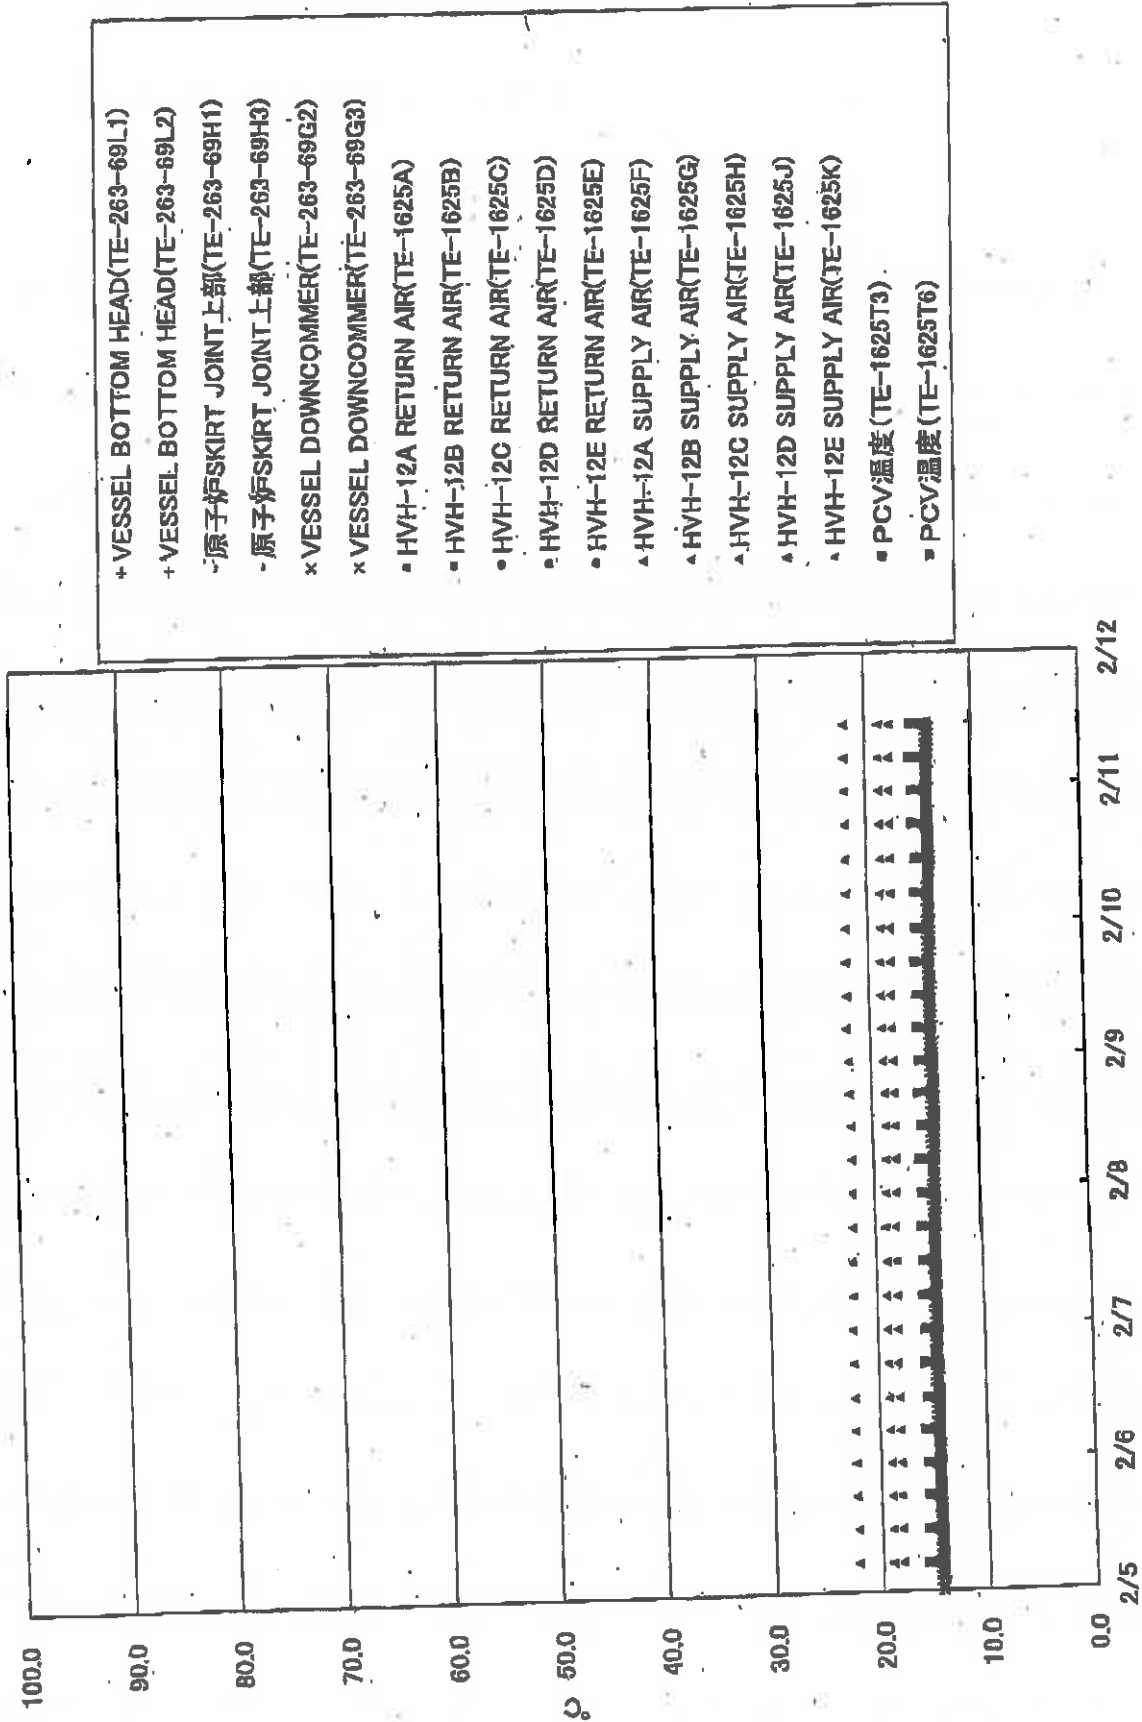 100.0
90.0
80.0
70.0
60.0
50.0
40.0
30.0
20.0
10.0
0.0
℃
2/5
2/6
2/7
2/8
2/9
2/10
2/11
2/12
+ VESSEL BOTTOM HEAD(TE-263-69L1)
+ VESSEL BOTTOM HEAD(TE-263-69L2)
- 原子炉SKIRT JOINT上部(TE-263-69H1)
- 原子炉SKIRT JOINT上部(TE-263-69H3)
× VESSEL DOWNCOMMER(TE-263-69G2)
× VESSEL DOWNCOMMER(TE-263-69G3)
● HVH-12A RETURN AIR(TE-1625A)
● HVH-12B RETURN AIR(TE-1625B)
● HVH-12C RETURN AIR(TE-1625C)
● HVH-12D RETURN AIR(TE-1625D)
● HVH-12E RETURN AIR(TE-1625E)
▲ HVH-12A SUPPLY AIR(TE-1625F)
▲ HVH-12B SUPPLY AIR(TE-1625G)
▲ HVH-12C SUPPLY AIR(TE-1625H)
▲ HVH-12D SUPPLY AIR(TE-1625J)
▲ HVH-12E SUPPLY AIR(TE-1625K)
■ PCV温度(TE-1625T3)
■ PCV温度(TE-1625T6)